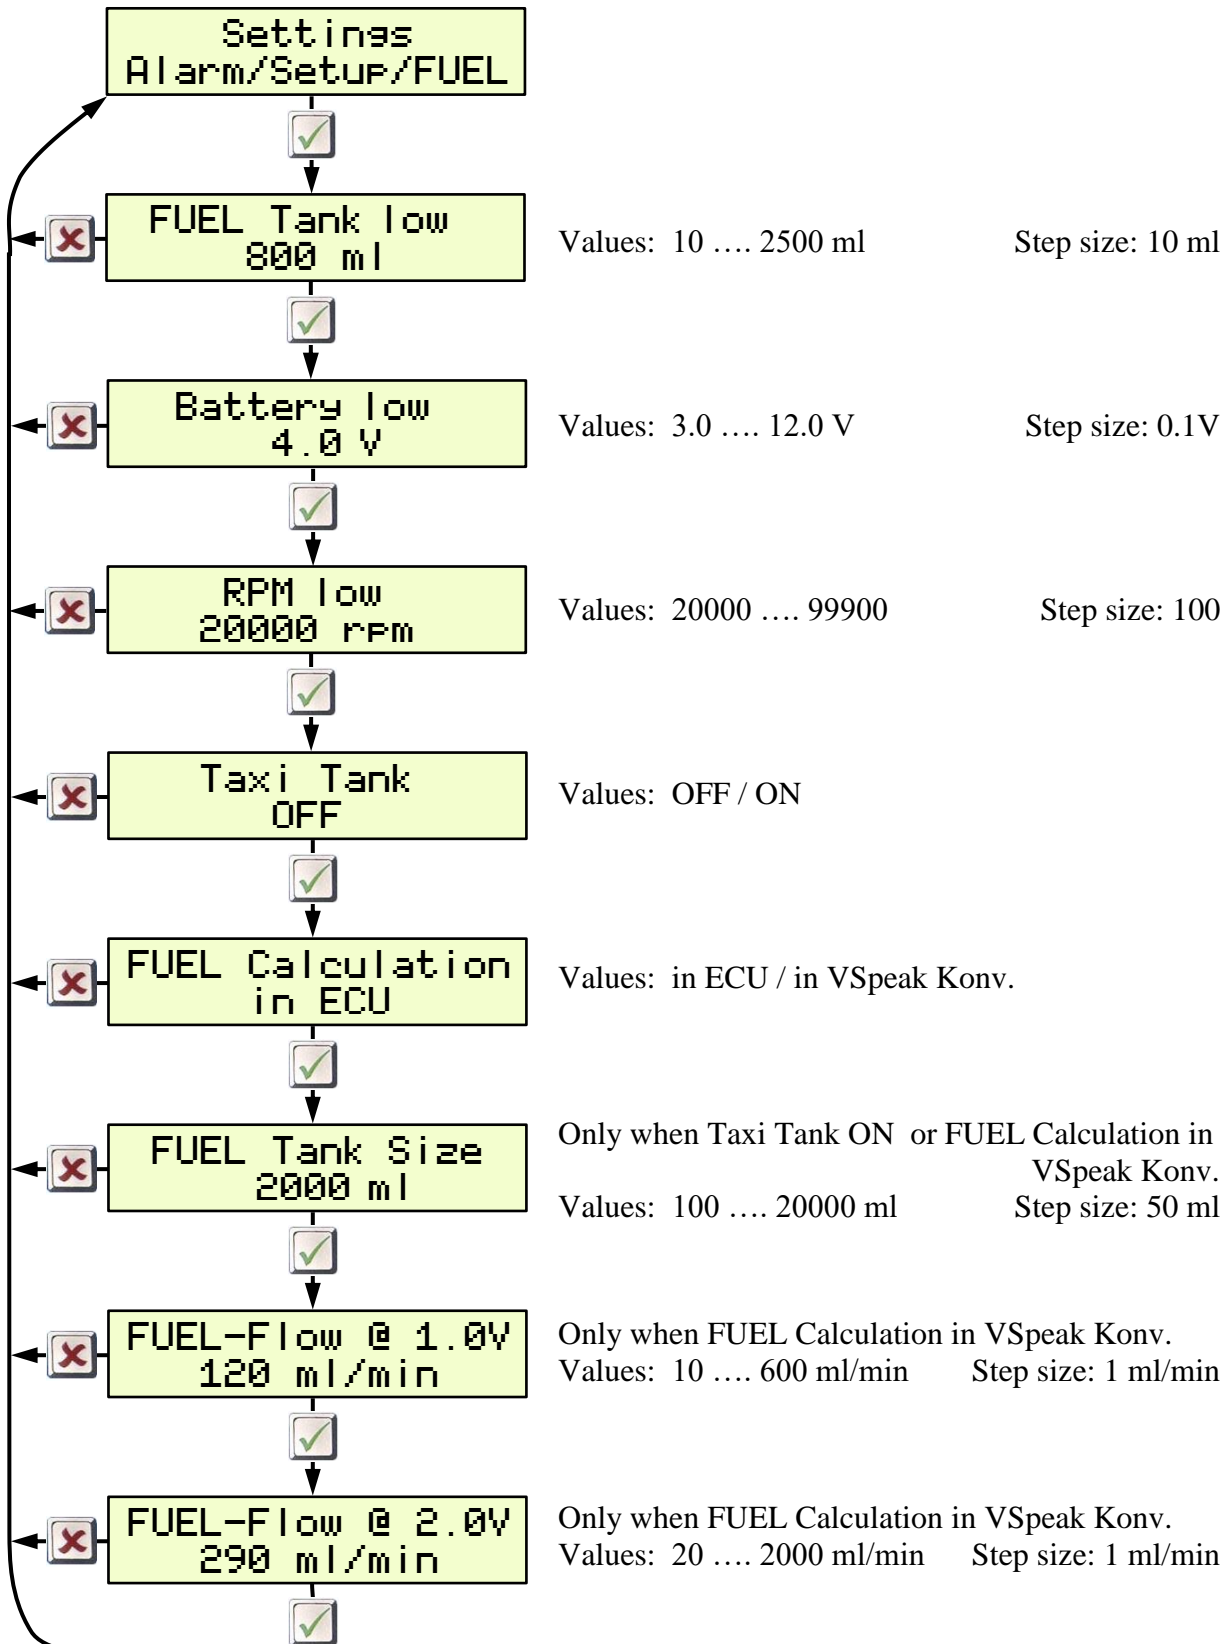 Settings
Alarm/Setup/FUEL
FUEL Tank low
800 ml
Values: 10 …. 2500 ml Step size: 10 ml
Battery low
4.0 V
Values: 3.0 …. 12.0 V Step size: 0.1V
RPM low
20000 rpm
Values: 20000 …. 99900 Step size: 100
Taxi Tank
OFF
Values: OFF / ON
FUEL Calculation
in ECU
Values: in ECU / in VSpeak Konv.
FUEL Tank Size
2000 ml
Only when Taxi Tank ON or FUEL Calculation in
VSpeak Konv.
Values: 100 …. 20000 ml Step size: 50 ml
FUEL-Flow @ 1.0V
120 ml/min
Only when FUEL Calculation in VSpeak Konv.
Values: 10 …. 600 ml/min Step size: 1 ml/min
FUEL-Flow @ 2.0V
290 ml/min
Only when FUEL Calculation in VSpeak Konv.
Values: 20 …. 2000 ml/min Step size: 1 ml/min